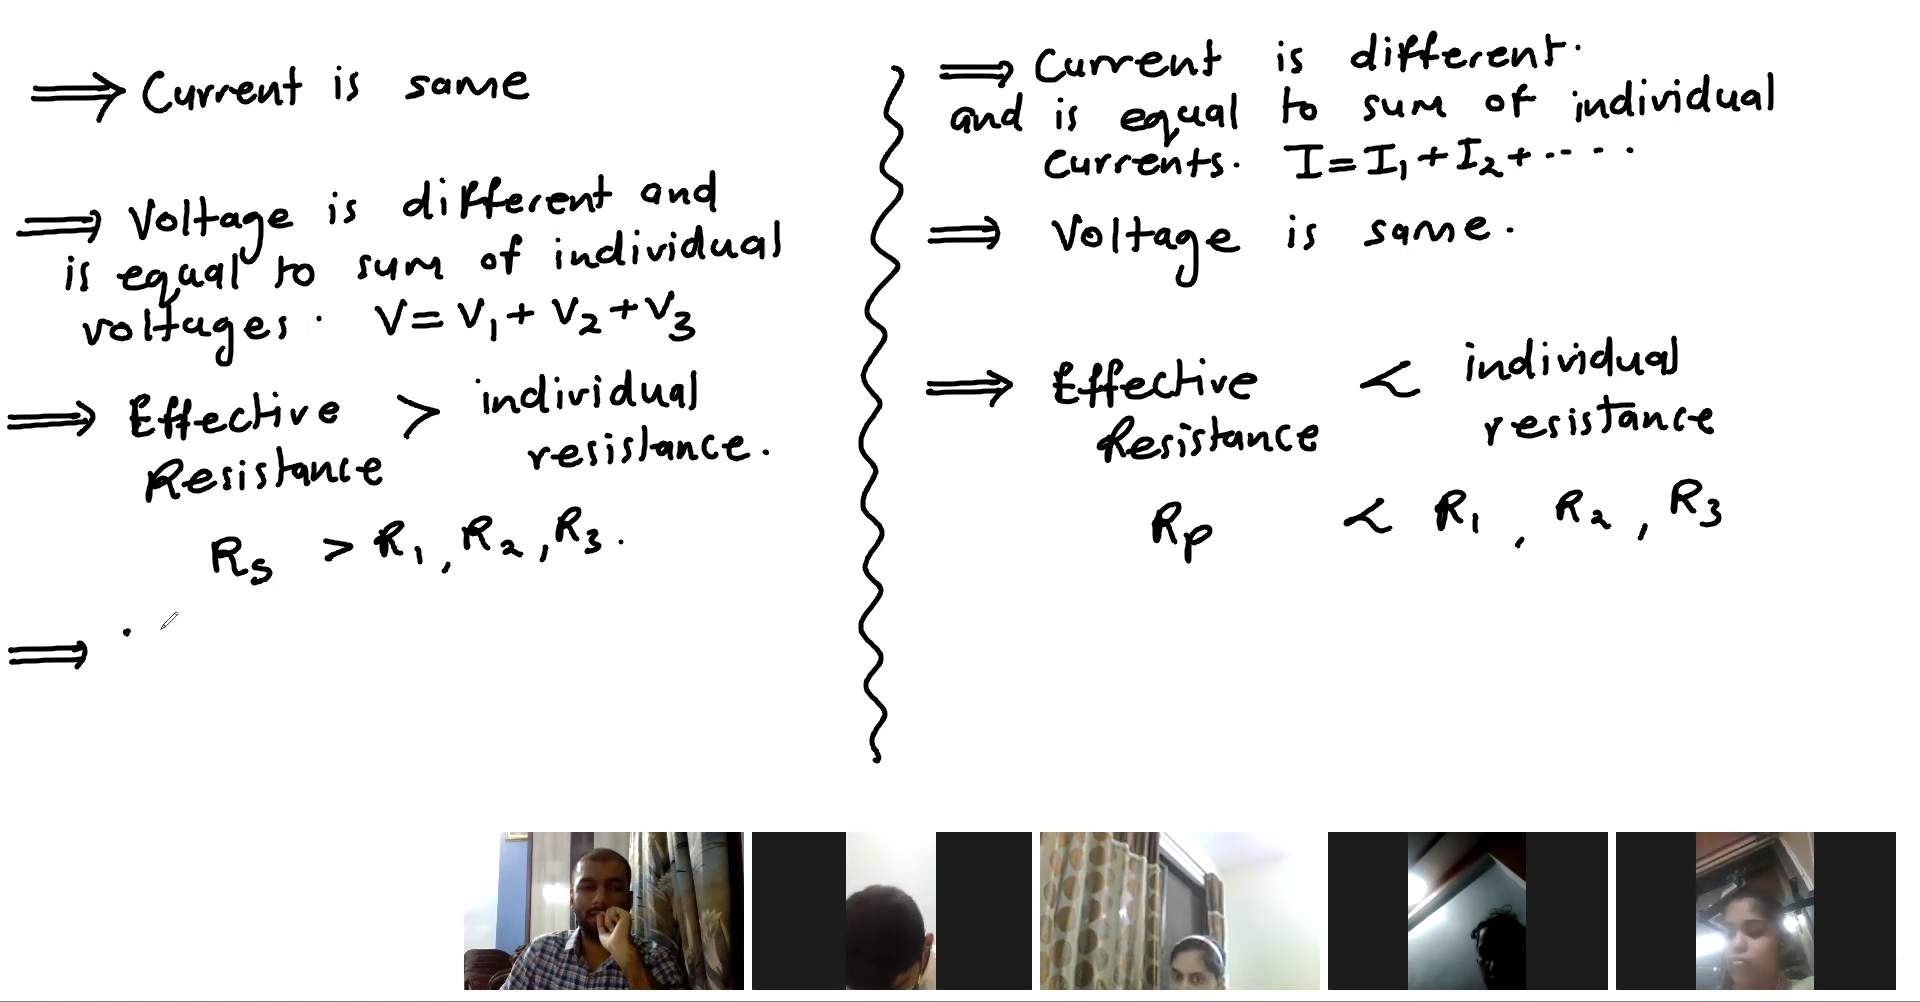 ⟹ Current is same
⟹ Voltage is different and
is equal to sum of individual
voltages. V = V₁ + V₂ + V₃
⟹ Effective > individual
Resistance resistance.
Rs > R₁, R₂, R₃.
⟹
⟹ Current is different.
and is equal to sum of individual
currents. I = I₁ + I₂ + .....
⟹ Voltage is same.
⟹ Effective < individual
Resistance resistance
Rp < R₁, R₂, R₃